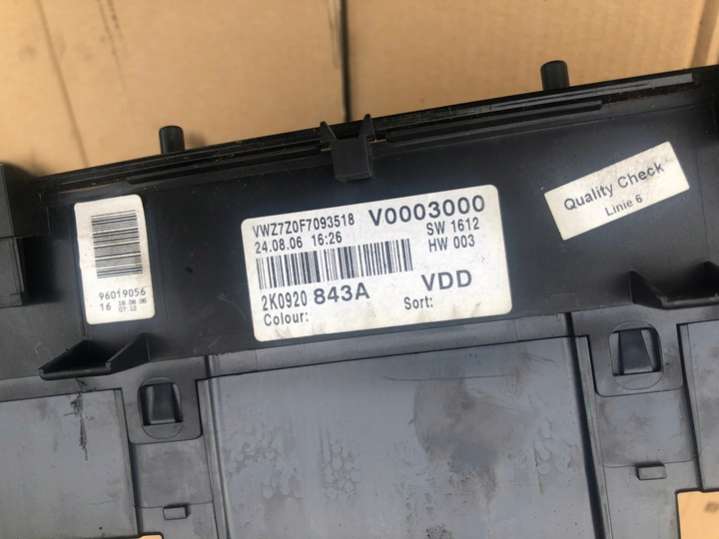 VWZ7Z0F7093518 V0003000
24.08.06 16:26 SW 1612
HW 003
2K0920 843A VDD
Colour: Sort:
Quality Check
Linie 6
96019056
16